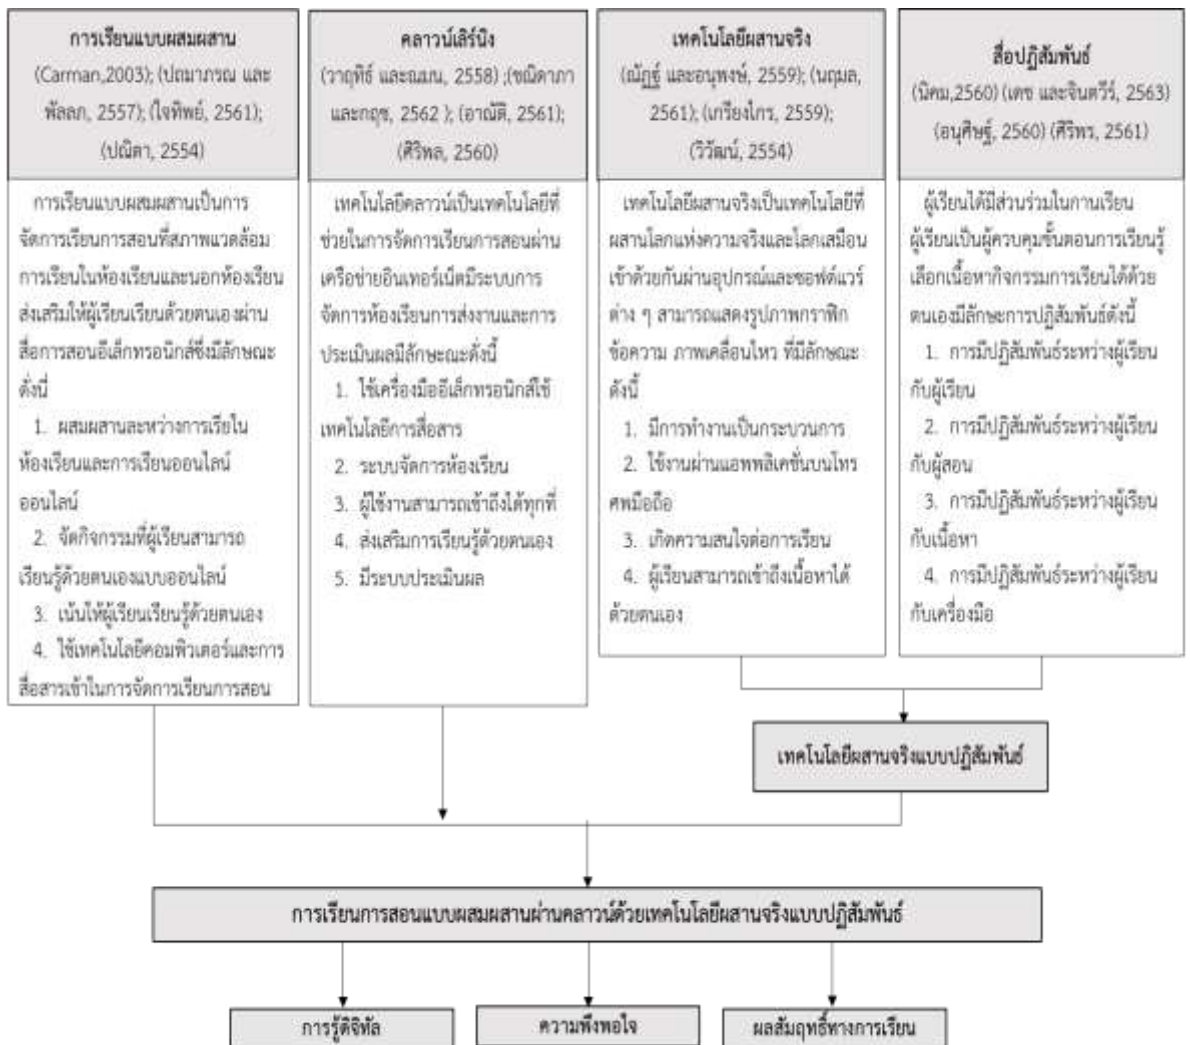 การเรียนแบบผสมผสาน
(Carman,2003); (ปถมาภรณ และ
พัลลภ, 2557); (ใจทิพย์, 2561);
(ปณิตา, 2554)
การเรียนแบบผสมผสานเป็นการ
จัดการเรียนการสอนที่สภาพแวดล้อม
การเรียนในห้องเรียนและนอกห้องเรียน
ส่งเสริมให้ผู้เรียนเรียนด้วยตนเองผ่าน
สื่อการสอนอีเล็กทรอนิกส์ซึ่งมีลักษณะ
ดั่งนี่
1. ผสมผสานละหว่างการเรียใน
ห้องเรียนและการเรียนออนไลน์
ออนไลน์
2. จัดกิจกรรมที่ผู้เรียนสามารถ
เรียนรู้ด้วยตนเองแบบออนไลน์
3. เน้นให้ผู้เรียนเรียนรู้ด้วยตนเอง
4. ใช้เทคโนโลยีคอมพิวเตอร์และการ
สื่อสารเข้าในการจัดการเรียนการสอน
คลาวน์เลิร์นิง
(วาฤทธิ์ และณมน, 2558) ;(ชณิดาภา
และกฤช, 2562 ); (อาณัติ, 2561);
(ศิริพล, 2560)
เทคโนโลยีคลาวน์เป็นเทคโนโลยีที่
ช่วยในการจัดการเรียนการสอนผ่าน
เครือข่ายอินเทอร์เน็ตมีระบบการ
จัดการห้องเรียนการส่งงานและการ
ประเมินผลมีลักษะณะดั่งนี้
1. ใช้เครื่องมืออีเล็กทรอนิกส์ใช้
เทคโนโลยีการสื่อสาร
2. ระบบจัดการห้องเรียน
3. ผู้ใช้งานสามารถเข้าถึงได้ทุกที่
4. ส่งเสริมการเรียนรู้ด้วยตนเอง
5. มีระบบประเมินผล
เทคโนโลยีผสานจริง
(ณัฏฐ์ และอนุพงษ์, 2559); (นฤมล,
2561); (เกรียงไกร, 2559);
(วิวัฒน์, 2554)
เทคโนโลยีผสานจริงเป็นเทคโนโลยีที่
ผสานโลกแห่งความจริงและโลกเสมือน
เข้าด้วยกันผ่านอุปกรณ์และซอฟต์แวร์
ต่าง ๆ สามารถแสดงรูปภาพกราฟิก
ข้อความ ภาพเคลื่อนไหว ที่มีลักษณะ
ดังนี้
1. มีการทำงานเป็นกระบวนการ
2. ใช้งานผ่านแอพพลิเคชั่นบนโทร
ศพมือถือ
3. เกิดความสนใจต่อการเรียน
4. ผู้เรียนสามารถเข้าถึงเนื้อหาได้
ด้วยตนเอง
สื่อปฏิสัมพันธ์
(นิคม,2560) (เดช และจินตวีร์, 2563)
(อนุศิษฐ์, 2560) (ศิริพร, 2561)
ผู้เรียนได้มีส่วนร่วมในกานเรียน
ผู้เรียนเป็นผู้ควบคุมขั้นตอนการเรียนรู้
เลือกเนื้อหากิจกรรมการเรียนได้ด้วย
ตนเองมีลักษะการปฏิสัมพันธ์ดังนี้
1. การมีปฏิสัมพันธ์ระหว่างผู้เรียน
กับผู้เรียน
2. การมีปฏิสัมพันธ์ระหว่างผู้เรียน
กับผู้สอน
3. การมีปฏิสัมพันธ์ระหว่างผู้เรียน
กับเนื้อหา
4. การมีปฏิสัมพันธ์ระหว่างผู้เรียน
กับเครื่องมือ
เทคโนโลยีผสานจริงแบบปฏิสัมพันธ์
การเรียนการสอนแบบผสมผสานผ่านคลาวน์ด้วยเทคโนโลยีผสานจริงแบบปฏิสัมพันธ์
การรู้ดิจิทัล
ความพึงพอใจ
ผลสัมฤทธิ์ทางการเรียน